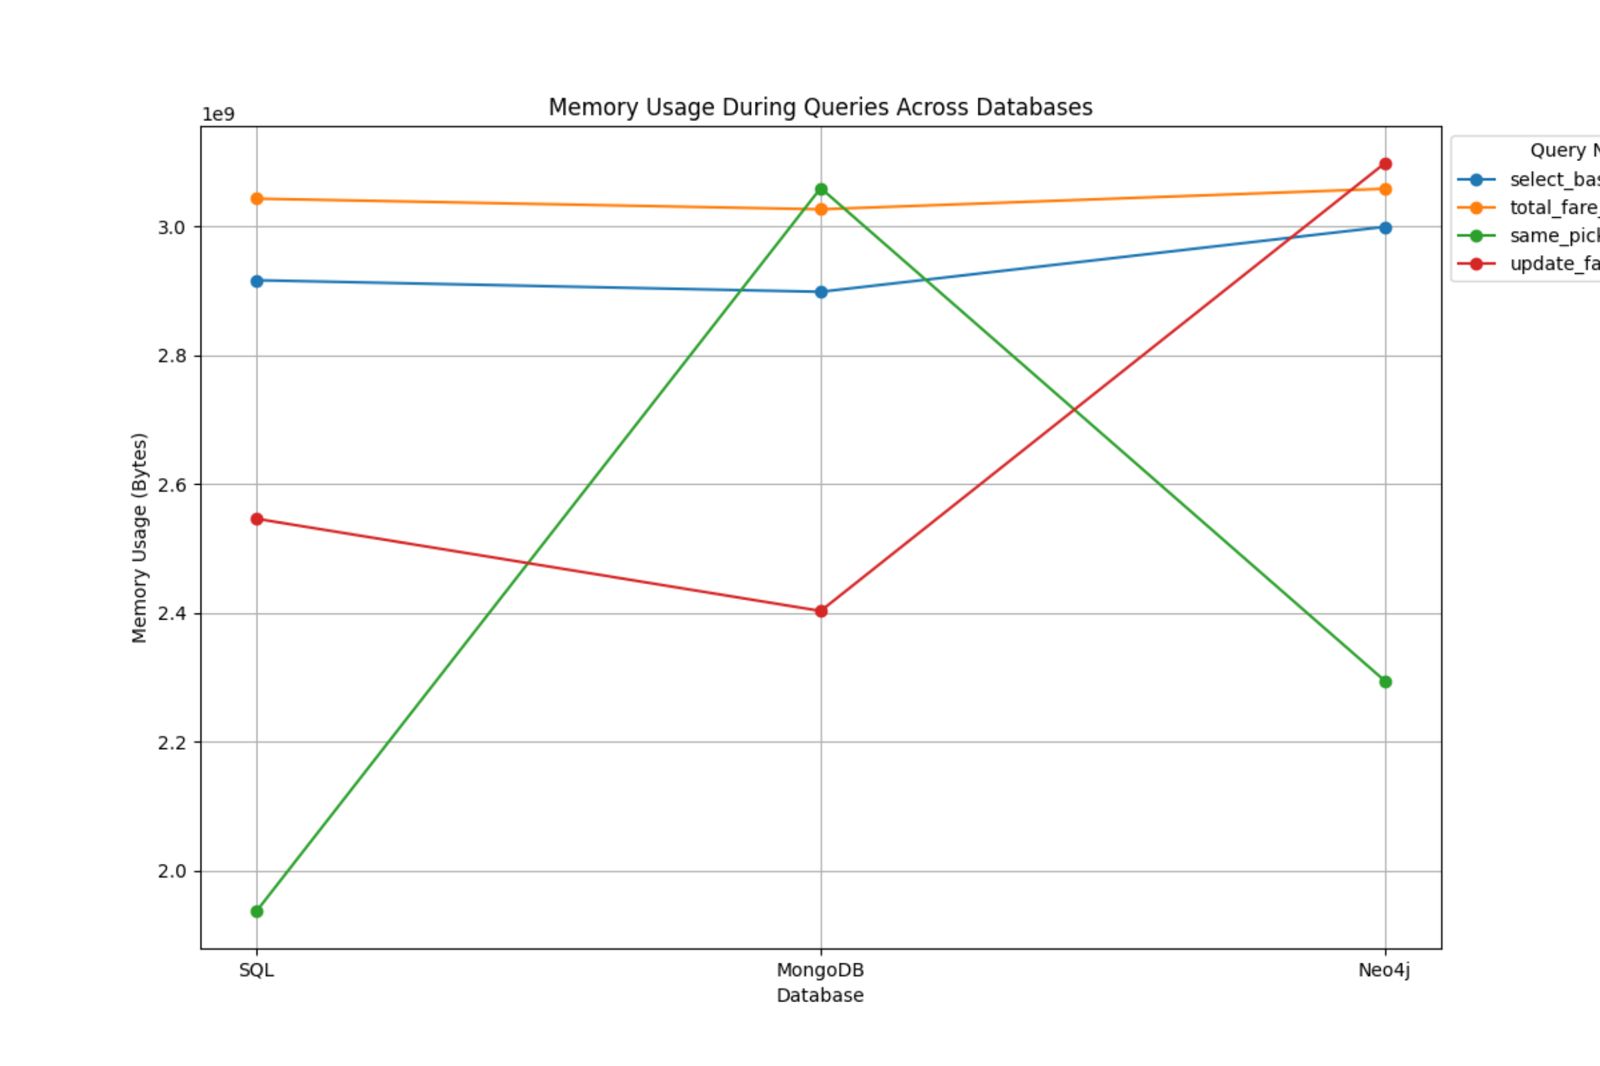 Memory Usage During Queries Across Databases
1e9
3.0
2.8
2.6
2.4
2.2
2.0
Memory Usage (Bytes)
SQL
MongoDB
Neo4j
Database
Query N
select_bas
total_fare_
same_pick
update_fa